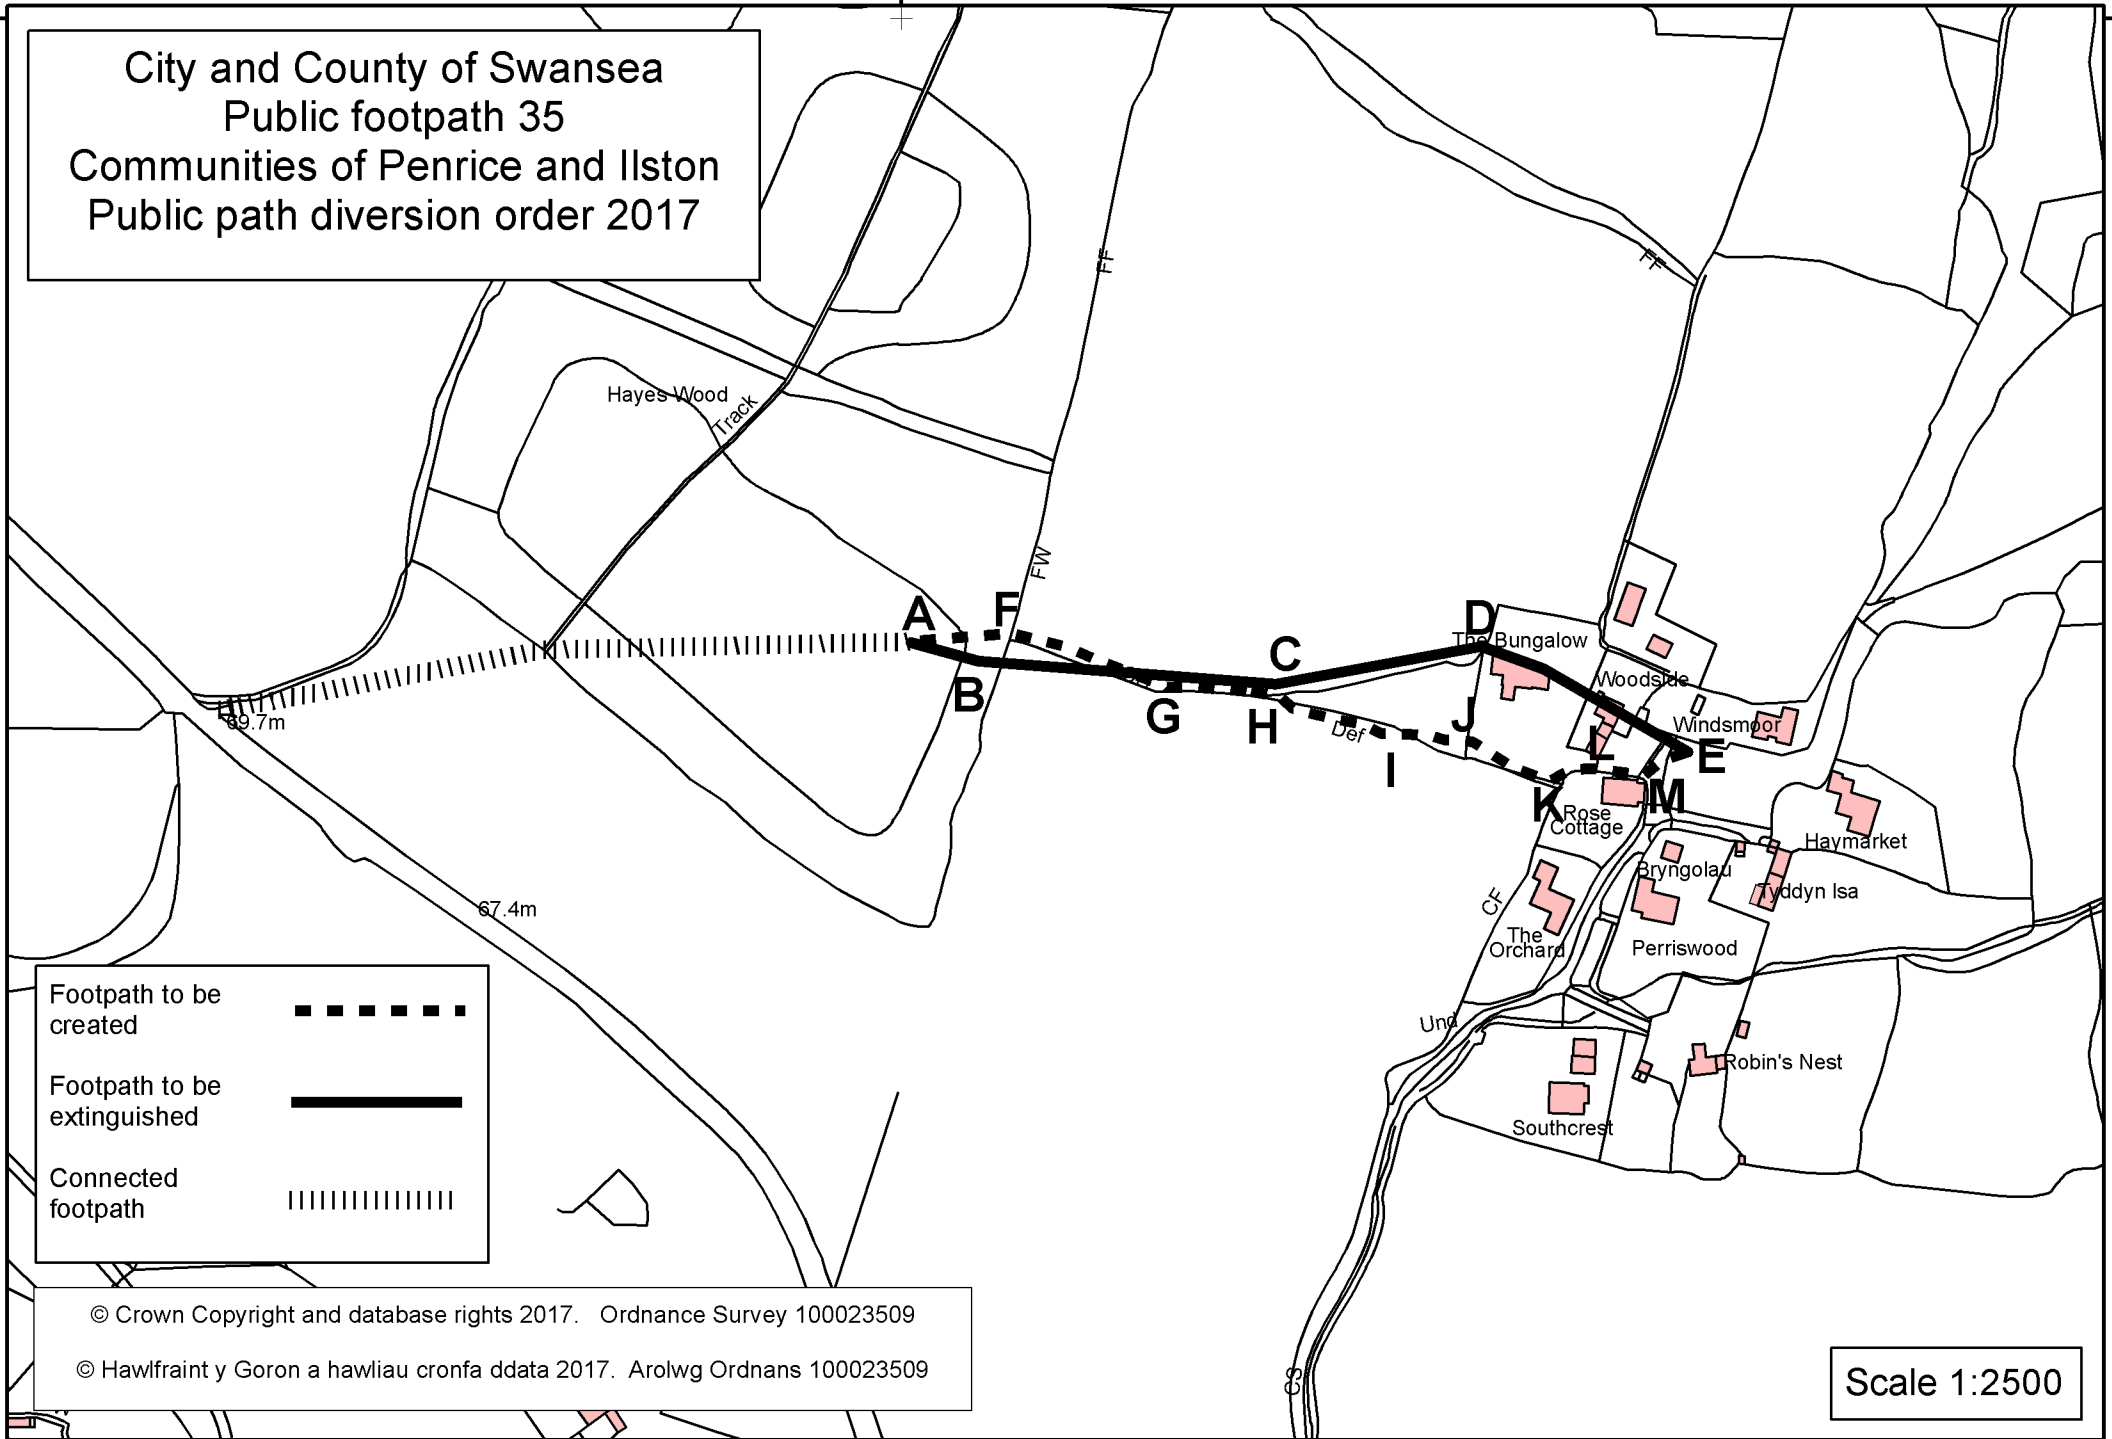 City and County of Swansea
Public footpath 35
Communities of Penrice and Ilston
Public path diversion order 2017
FF
FF
Hayes Wood
Track
FW
A
F
B
C
D
The Bungalow
Woodside
Windsmoor
G
H
Def
I
J
K
L
E
M
69.7m
Rose
Cottage
Haymarket
Bryngolau
Tyddyn Isa
CF
The
Orchard
Perriswood
67.4m
Und
Robin's Nest
Southcrest
CS
Footpath to be
created
Footpath to be
extinguished
Connected
footpath
© Crown Copyright and database rights 2017. Ordnance Survey 100023509
© Hawlfraint y Goron a hawliau cronfa ddata 2017. Arolwg Ordnans 100023509
Scale 1:2500